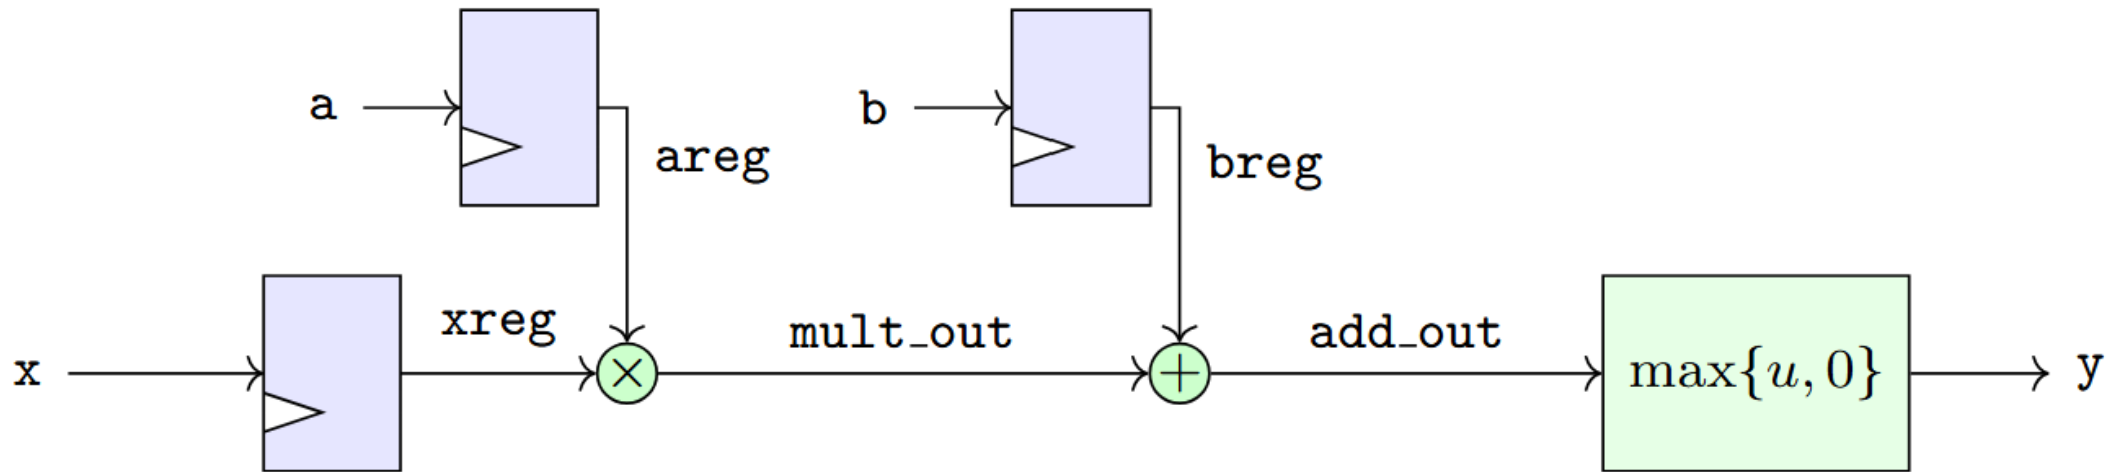 a
b
areg
breg
x
xreg
×
mult_out
+
add_out
max{u, 0}
y